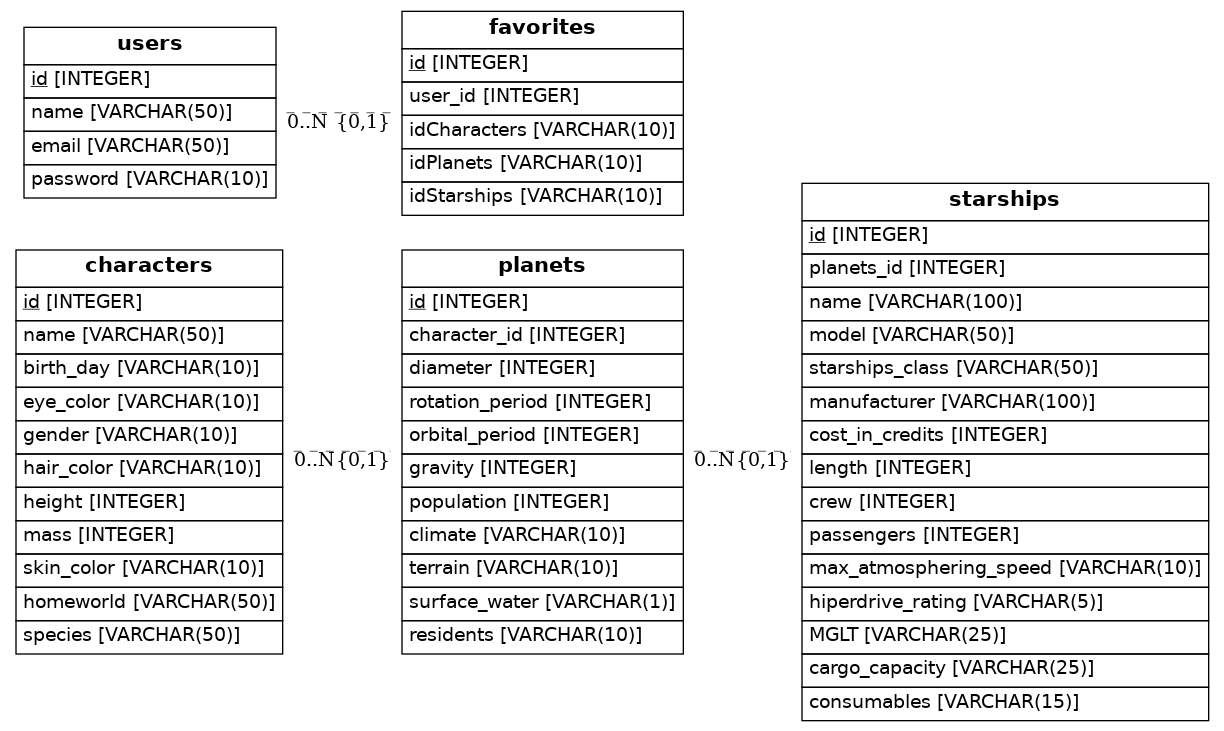 users
id [INTEGER]
name [VARCHAR(50)]
email [VARCHAR(50)]
password [VARCHAR(10)]
0..N {0,1}
favorites
id [INTEGER]
user_id [INTEGER]
idCharacters [VARCHAR(10)]
idPlanets [VARCHAR(10)]
idStarships [VARCHAR(10)]
characters
id [INTEGER]
name [VARCHAR(50)]
birth_day [VARCHAR(10)]
eye_color [VARCHAR(10)]
gender [VARCHAR(10)]
hair_color [VARCHAR(10)]
height [INTEGER]
mass [INTEGER]
skin_color [VARCHAR(10)]
homeworld [VARCHAR(50)]
species [VARCHAR(50)]
0..N {0,1}
planets
id [INTEGER]
character_id [INTEGER]
diameter [INTEGER]
rotation_period [INTEGER]
orbital_period [INTEGER]
gravity [INTEGER]
population [INTEGER]
climate [VARCHAR(10)]
terrain [VARCHAR(10)]
surface_water [VARCHAR(1)]
residents [VARCHAR(10)]
0..N {0,1}
starships
id [INTEGER]
planets_id [INTEGER]
name [VARCHAR(100)]
model [VARCHAR(50)]
starships_class [VARCHAR(50)]
manufacturer [VARCHAR(100)]
cost_in_credits [INTEGER]
length [INTEGER]
crew [INTEGER]
passengers [INTEGER]
max_atmosphering_speed [VARCHAR(10)]
hiperdrive_rating [VARCHAR(5)]
MGLT [VARCHAR(25)]
cargo_capacity [VARCHAR(25)]
consumables [VARCHAR(15)]